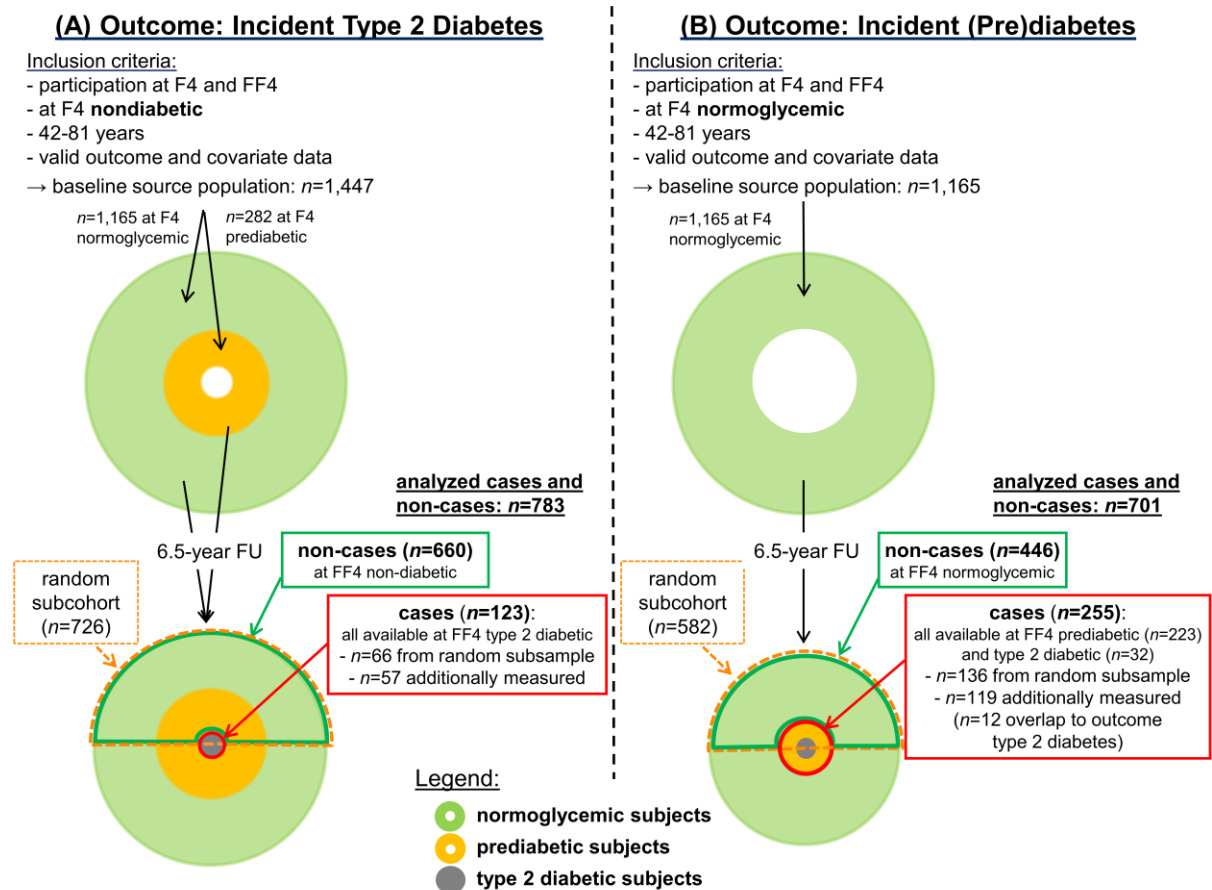 (A) Outcome: Incident Type 2 Diabetes
Inclusion criteria:
- participation at F4 and FF4
- at F4 nondiabetic
- 42-81 years
- valid outcome and covariate data
→ baseline source population: n=1,447
n=1,165 at F4
normoglycemic
n=282 at F4
prediabetic
analyzed cases and
non-cases: n=783
6.5-year FU
non-cases (n=660)
at FF4 non-diabetic
random
subcohort
(n=726)
cases (n=123):
all available at FF4 type 2 diabetic
- n=66 from random subsample
- n=57 additionally measured
(B) Outcome: Incident (Pre)diabetes
Inclusion criteria:
- participation at F4 and FF4
- at F4 normoglycemic
- 42-81 years
- valid outcome and covariate data
→ baseline source population: n=1,165
n=1,165 at F4
normoglycemic
analyzed cases and
non-cases: n=701
6.5-year FU
non-cases (n=446)
at FF4 normoglycemic
random
subcohort
(n=582)
cases (n=255):
all available at FF4 prediabetic (n=223)
and type 2 diabetic (n=32)
- n=136 from random subsample
- n=119 additionally measured
(n=12 overlap to outcome
type 2 diabetes)
Legend:
normoglycemic subjects
prediabetic subjects
type 2 diabetic subjects